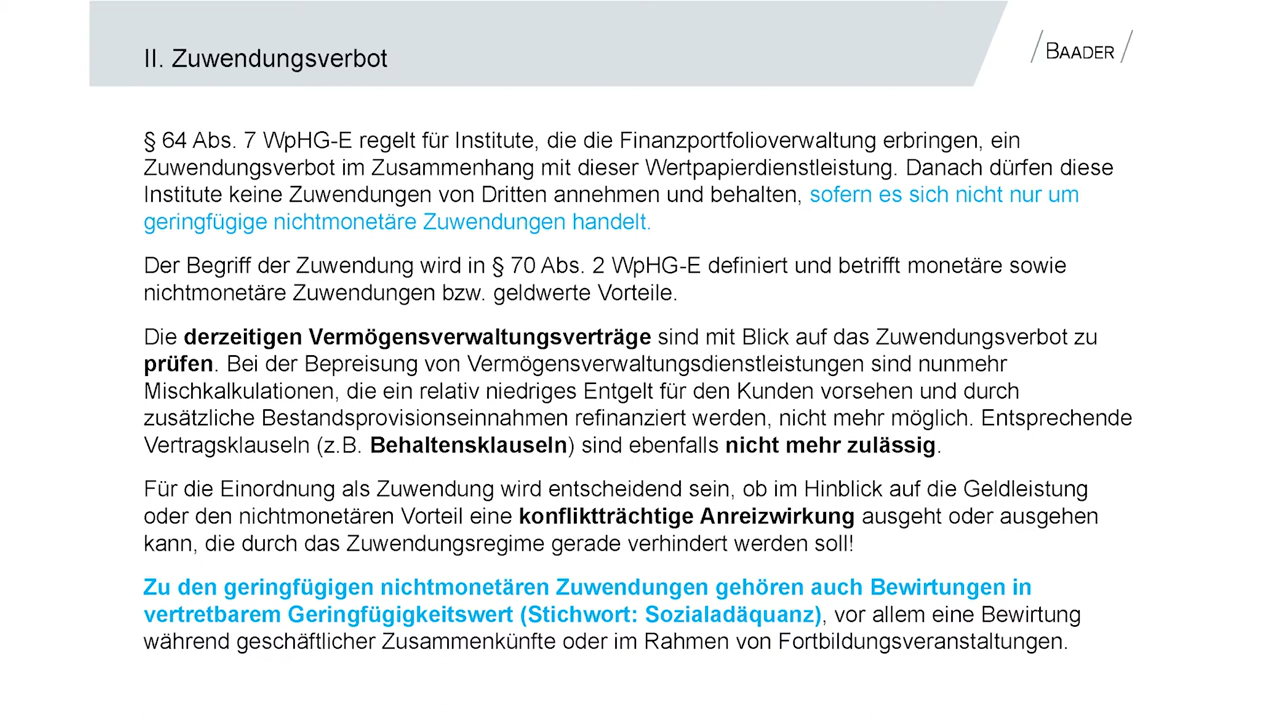 II. Zuwendungsverbot
/ BAADER /
§ 64 Abs. 7 WpHG-E regelt für Institute, die die Finanzportfolioverwaltung erbringen, ein
Zuwendungsverbot im Zusammenhang mit dieser Wertpapierdienstleistung. Danach dürfen diese
Institute keine Zuwendungen von Dritten annehmen und behalten, sofern es sich nicht nur um
geringfügige nichtmonetäre Zuwendungen handelt.
Der Begriff der Zuwendung wird in § 70 Abs. 2 WpHG-E definiert und betrifft monetäre sowie
nichtmonetäre Zuwendungen bzw. geldwerte Vorteile.
Die derzeitigen Vermögensverwaltungsverträge sind mit Blick auf das Zuwendungsverbot zu
prüfen. Bei der Bepreisung von Vermögensverwaltungsdienstleistungen sind nunmehr
Mischkalkulationen, die ein relativ niedriges Entgelt für den Kunden vorsehen und durch
zusätzliche Bestandsprovisionseinnahmen refinanziert werden, nicht mehr möglich. Entsprechende
Vertragsklauseln (z.B. Behaltensklauseln) sind ebenfalls nicht mehr zulässig.
Für die Einordnung als Zuwendung wird entscheidend sein, ob im Hinblick auf die Geldleistung
oder den nichtmonetären Vorteil eine konfliktträchtige Anreizwirkung ausgeht oder ausgehen
kann, die durch das Zuwendungsregime gerade verhindert werden soll!
Zu den geringfügigen nichtmonetären Zuwendungen gehören auch Bewirtungen in
vertretbarem Geringfügigkeitswert (Stichwort: Sozialadäquanz), vor allem eine Bewirtung
während geschäftlicher Zusammenkünfte oder im Rahmen von Fortbildungsveranstaltungen.